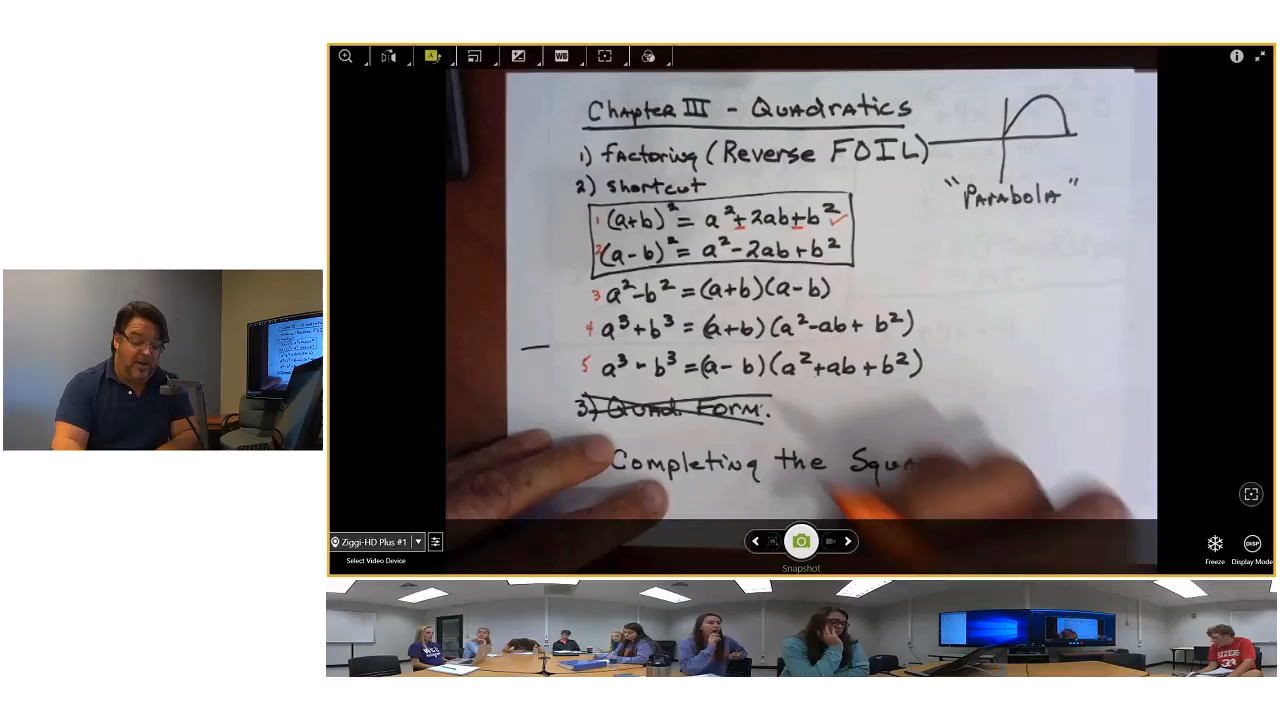 Chapter III - Quadratics
1) factoring (Reverse FOIL)
2) shortcut
"Parabola"
1 (a+b)² = a² + 2ab + b² ✓
2 (a-b)² = a² - 2ab + b²
3 a² - b² = (a+b)(a-b)
4 a³ + b³ = (a+b)(a² - ab + b²)
5 a³ - b³ = (a-b)(a² + ab + b²)
3) Quad. Form.
Completing the Squa
Ziggi-HD Plus #1
Select Video Device
Snapshot
Freeze
Display Mode
WB
DISP